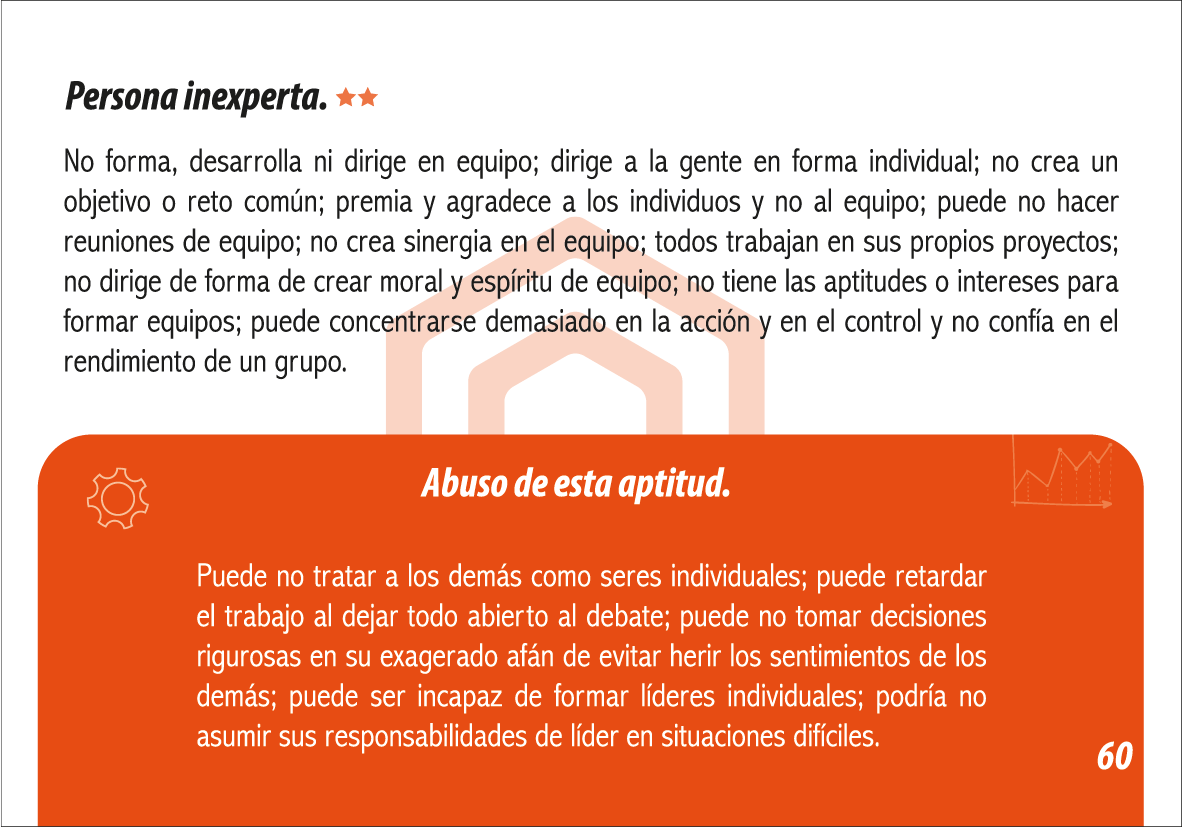 Persona inexperta.
No forma, desarrolla ni dirige en equipo; dirige a la gente en forma individual; no crea un
objetivo o reto común; premia y agradece a los individuos y no al equipo; puede no hacer
reuniones de equipo; no crea sinergia en el equipo; todos trabajan en sus propios proyectos;
no dirige de forma de crear moral y espíritu de equipo; no tiene las aptitudes o intereses para
formar equipos; puede concentrarse demasiado en la acción y en el control y no confía en el
rendimiento de un grupo.
Abuso de esta aptitud.
Puede no tratar a los demás como seres individuales; puede retardar
el trabajo al dejar todo abierto al debate; puede no tomar decisiones
rigurosas en su exagerado afán de evitar herir los sentimientos de los
demás; puede ser incapaz de formar líderes individuales; podría no
asumir sus responsabilidades de líder en situaciones difíciles.
60